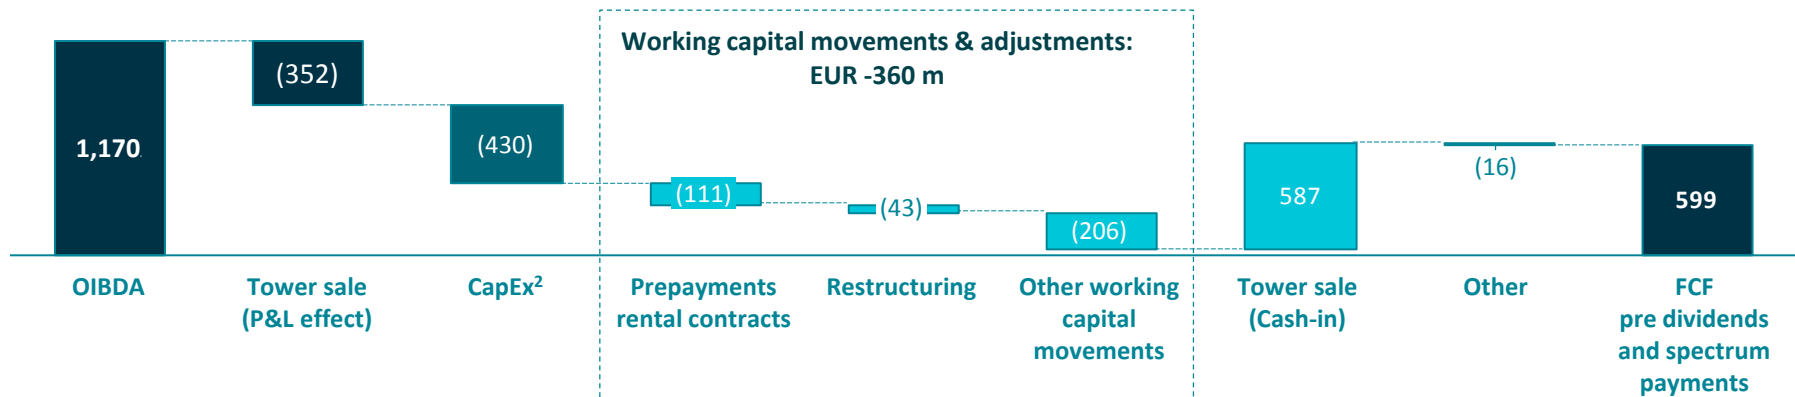 Working capital movements & adjustments:
EUR -360 m
1,170
(352)
(430)
(111)
(43)
(206)
587
(16)
599
OIBDA
Tower sale
(P&L effect)
CapEx²
Prepayments
rental contracts
Restructuring
Other working
capital
movements
Tower sale
(Cash-in)
Other
FCF
pre dividends
and spectrum
payments